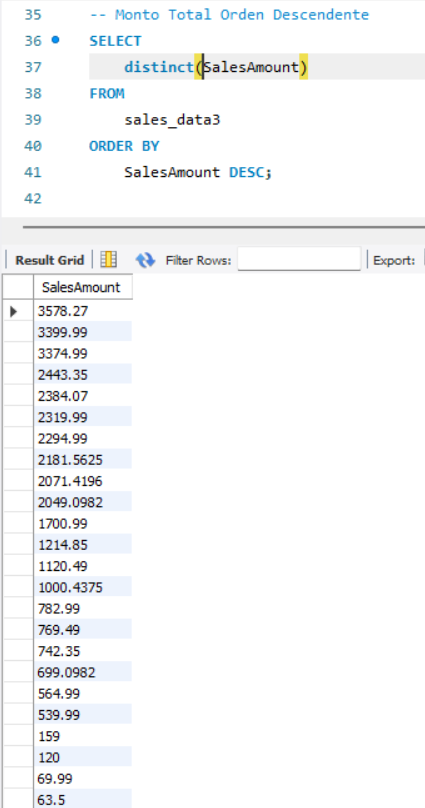 35 -- Monto Total Orden Descendente
36 SELECT
37 distinct(SalesAmount)
38 FROM
39 sales_data3
40 ORDER BY
41 SalesAmount DESC;
42
Result Grid Filter Rows: Export:
SalesAmount
3578.27
3399.99
3374.99
2443.35
2384.07
2319.99
2294.99
2181.5625
2071.4196
2049.0982
1700.99
1214.85
1120.49
1000.4375
782.99
769.49
742.35
699.0982
564.99
539.99
159
120
69.99
63.5